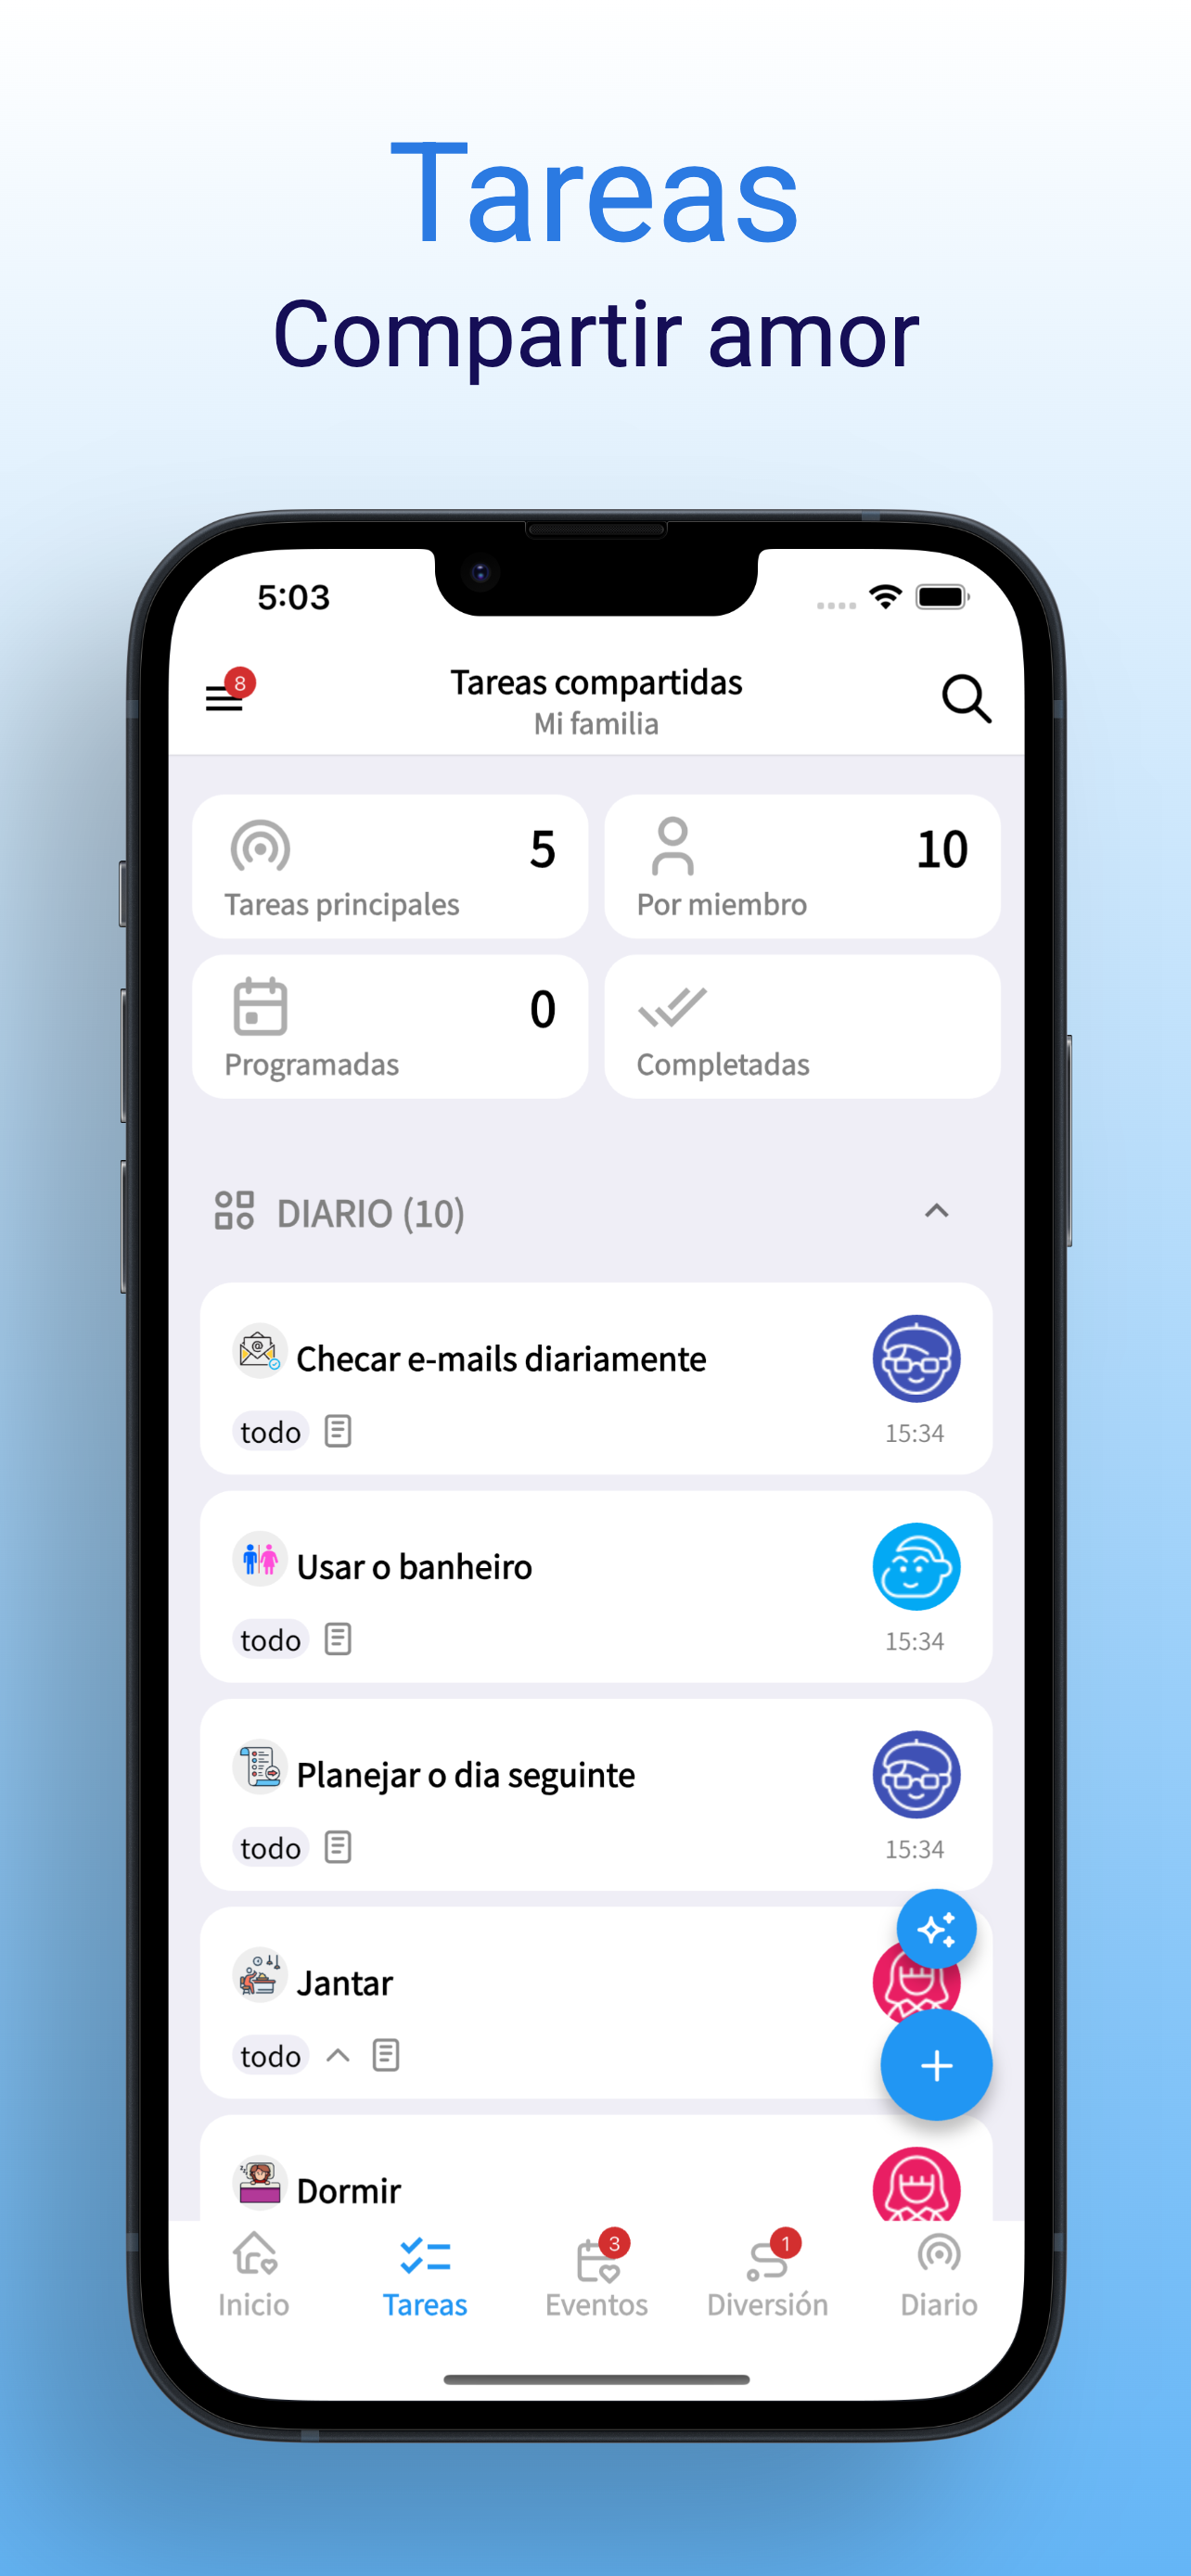 Tareas
Compartir amor
5:03
8
Tareas compartidas
Mi familia
5
Tareas principales
10
Por miembro
0
Programadas
Completadas
DIARIO (10)
Checar e-mails diariamente
todo
15:34
Usar o banheiro
todo
15:34
Planejar o dia seguinte
todo
15:34
Jantar
todo
Dormir
3
1
Inicio
Tareas
Eventos
Diversión
Diario